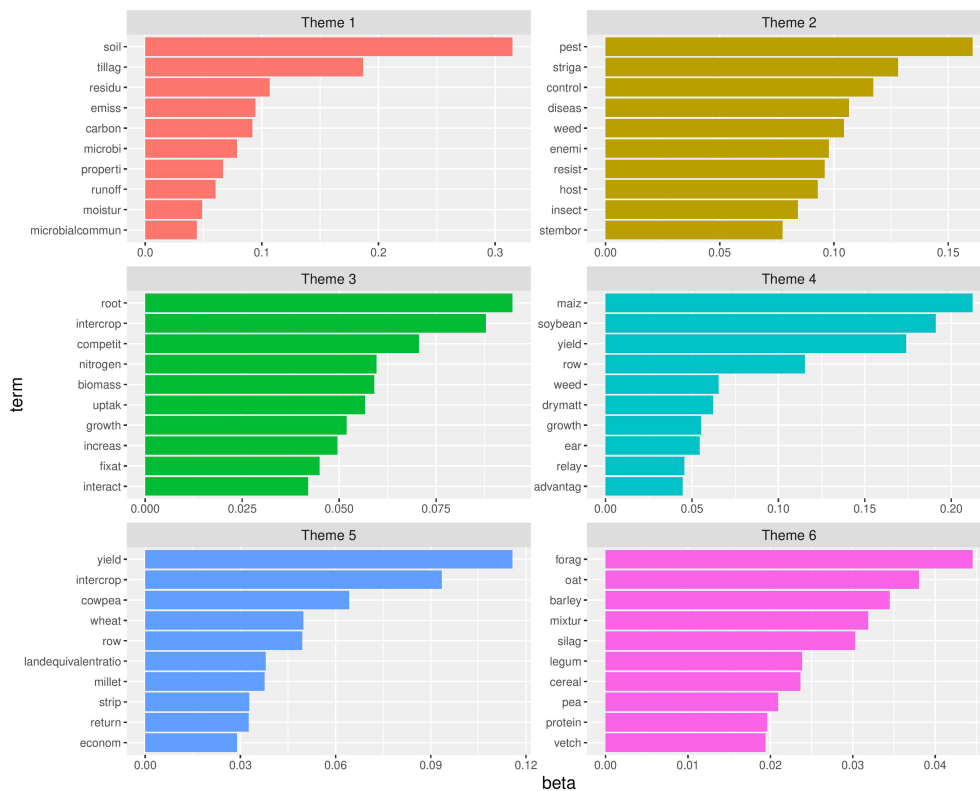 Theme 1
soil
tillag
residu
emiss
carbon
microbi
properti
runoff
moistur
microbialcommun
0.0 0.1 0.2 0.3
Theme 2
pest
striga
control
diseas
weed
enemi
resist
host
insect
stembor
0.00 0.05 0.10 0.15
Theme 3
root
intercrop
competit
nitrogen
biomass
uptak
growth
increas
fixat
interact
0.000 0.025 0.050 0.075
Theme 4
maiz
soybean
yield
row
weed
drymatt
growth
ear
relay
advantag
0.00 0.05 0.10 0.15 0.20
Theme 5
yield
intercrop
cowpea
wheat
row
landequivalentratio
millet
strip
return
econom
0.00 0.03 0.06 0.09 0.12
Theme 6
forag
oat
barley
mixtur
silag
legum
cereal
pea
protein
vetch
0.00 0.01 0.02 0.03 0.04
term
beta